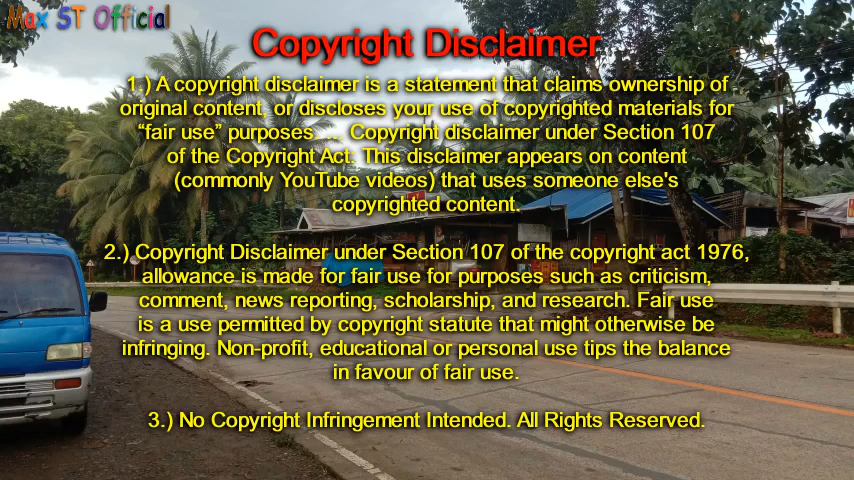 Max ST Official
Copyright Disclaimer
1.) A copyright disclaimer is a statement that claims ownership of
original content, or discloses your use of copyrighted materials for
“fair use” purposes. ... Copyright disclaimer under Section 107
of the Copyright Act. This disclaimer appears on content
(commonly YouTube videos) that uses someone else's
copyrighted content.
2.) Copyright Disclaimer under Section 107 of the copyright act 1976,
allowance is made for fair use for purposes such as criticism,
comment, news reporting, scholarship, and research. Fair use
is a use permitted by copyright statute that might otherwise be
infringing. Non-profit, educational or personal use tips the balance
in favour of fair use.
3.) No Copyright Infringement Intended. All Rights Reserved.